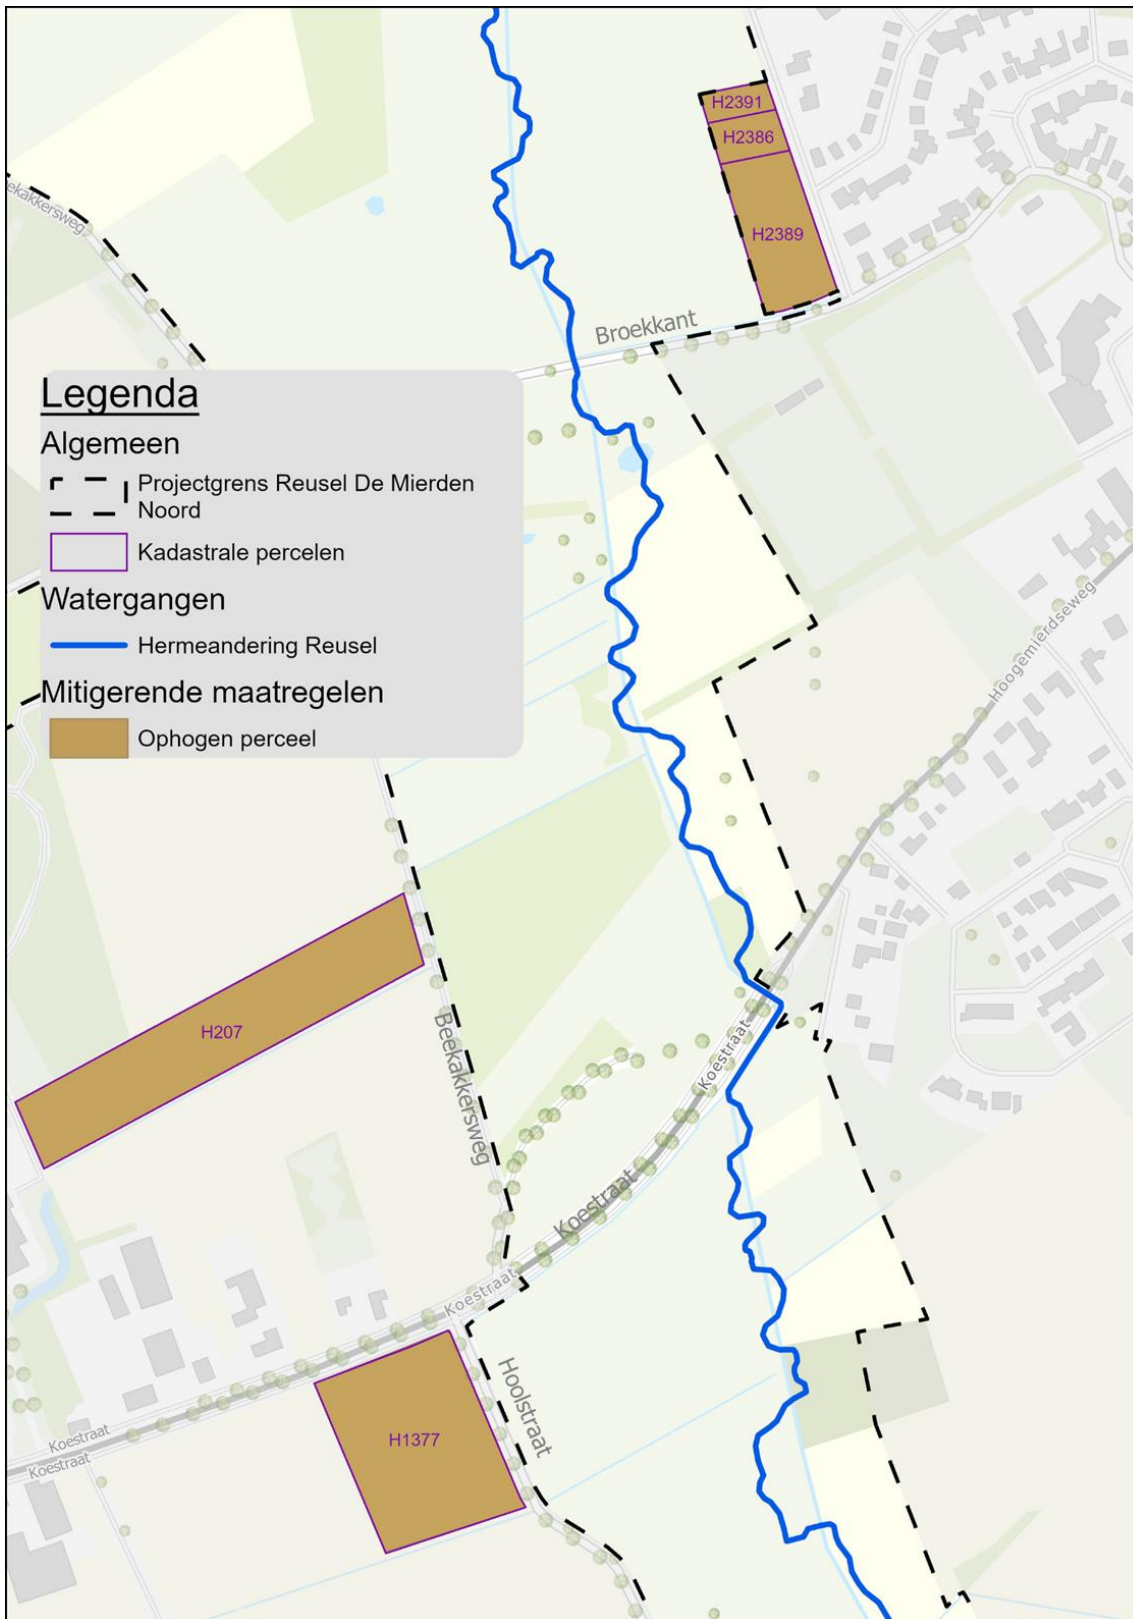 H2391
H2386
H2389
ekakkersweg
Broekkant
Legenda
Algemeen
Projectgrens Reusel De Mierden
Noord
Kadastrale percelen
Watergangen
Hermeandering Reusel
Mitigerende maatregelen
Ophogen perceel
Hoogemierdseweg
H207
Beekakkersweg
Koestraat
Koestraat
Koestraat
Hoolstraat
H1377
Koestraat
Koestraat